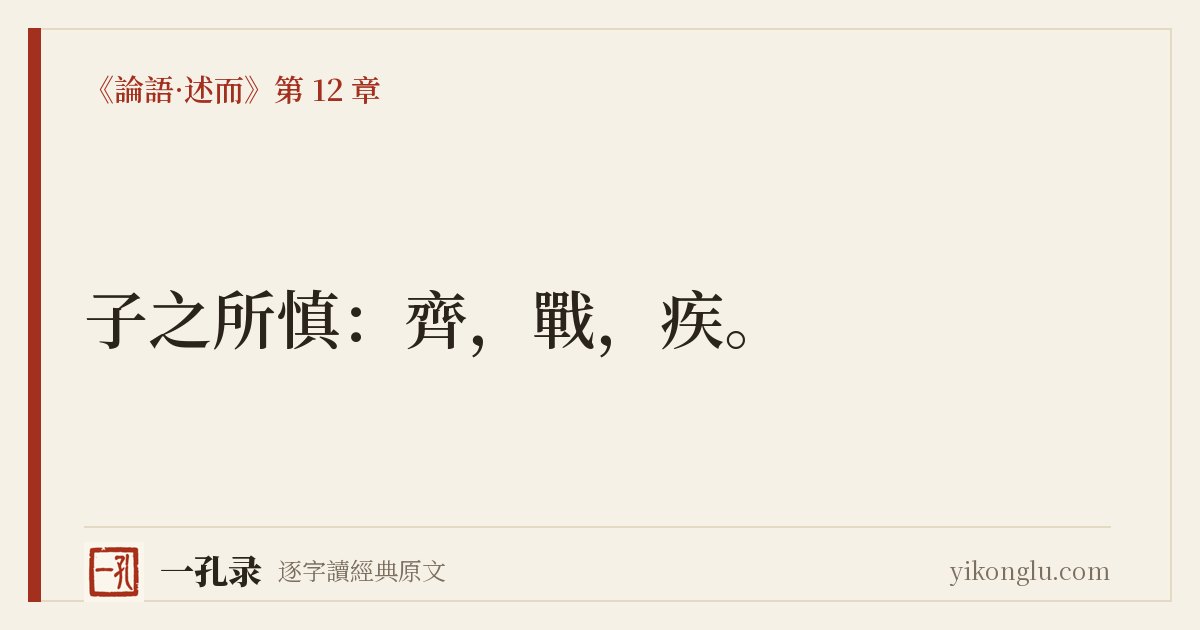 《論語·述而》第 12 章
子之所慎：齊，戰，疾。
一孔
一孔录 逐字讀經典原文
yikonglu.com